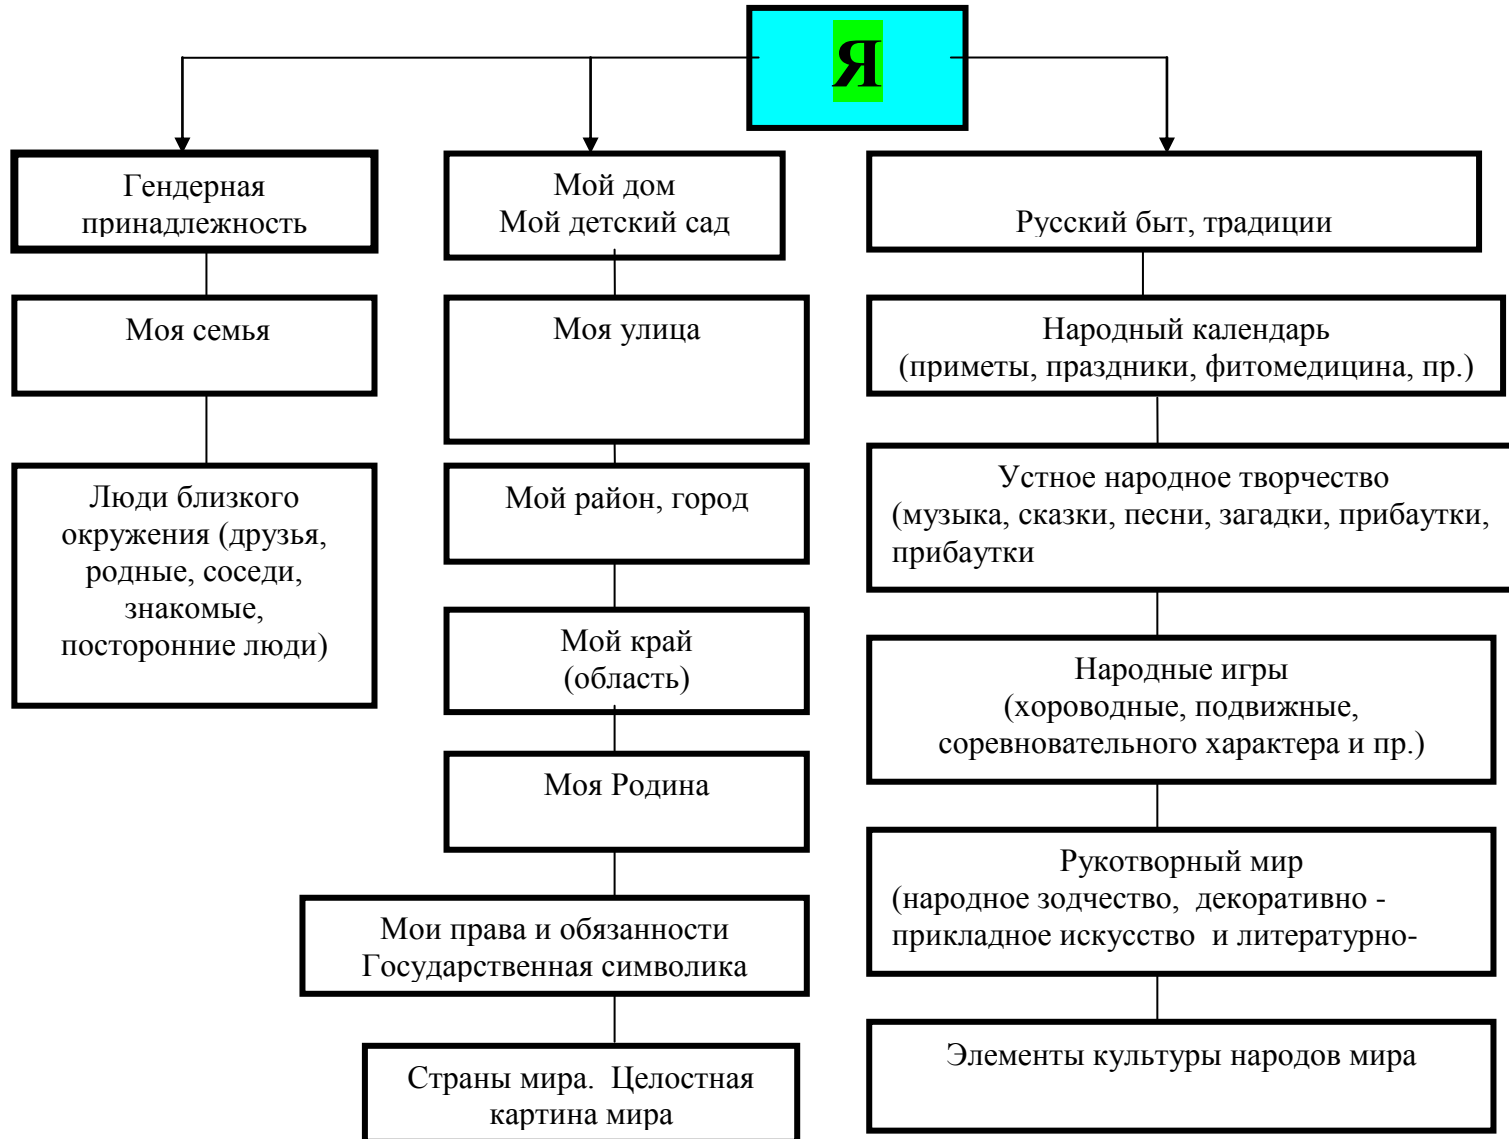 Я
Гендерная
принадлежность
Моя семья
Люди близкого
окружения (друзья,
родные, соседи,
знакомые,
посторонние люди)
Мой дом
Мой детский сад
Моя улица
Мой район, город
Мой край
(область)
Моя Родина
Мои права и обязанности
Государственная символика
Страны мира.  Целостная
картина мира
Русский быт, традиции
Народный календарь
(приметы, праздники, фитомедицина, пр.)
Устное народное творчество
(музыка, сказки, песни, загадки, прибаутки,
прибаутки
Народные игры
(хороводные, подвижные,
соревновательного характера и пр.)
Рукотворный мир
(народное зодчество,  декоративно -
прикладное искусство  и литературно-
Элементы культуры народов мира